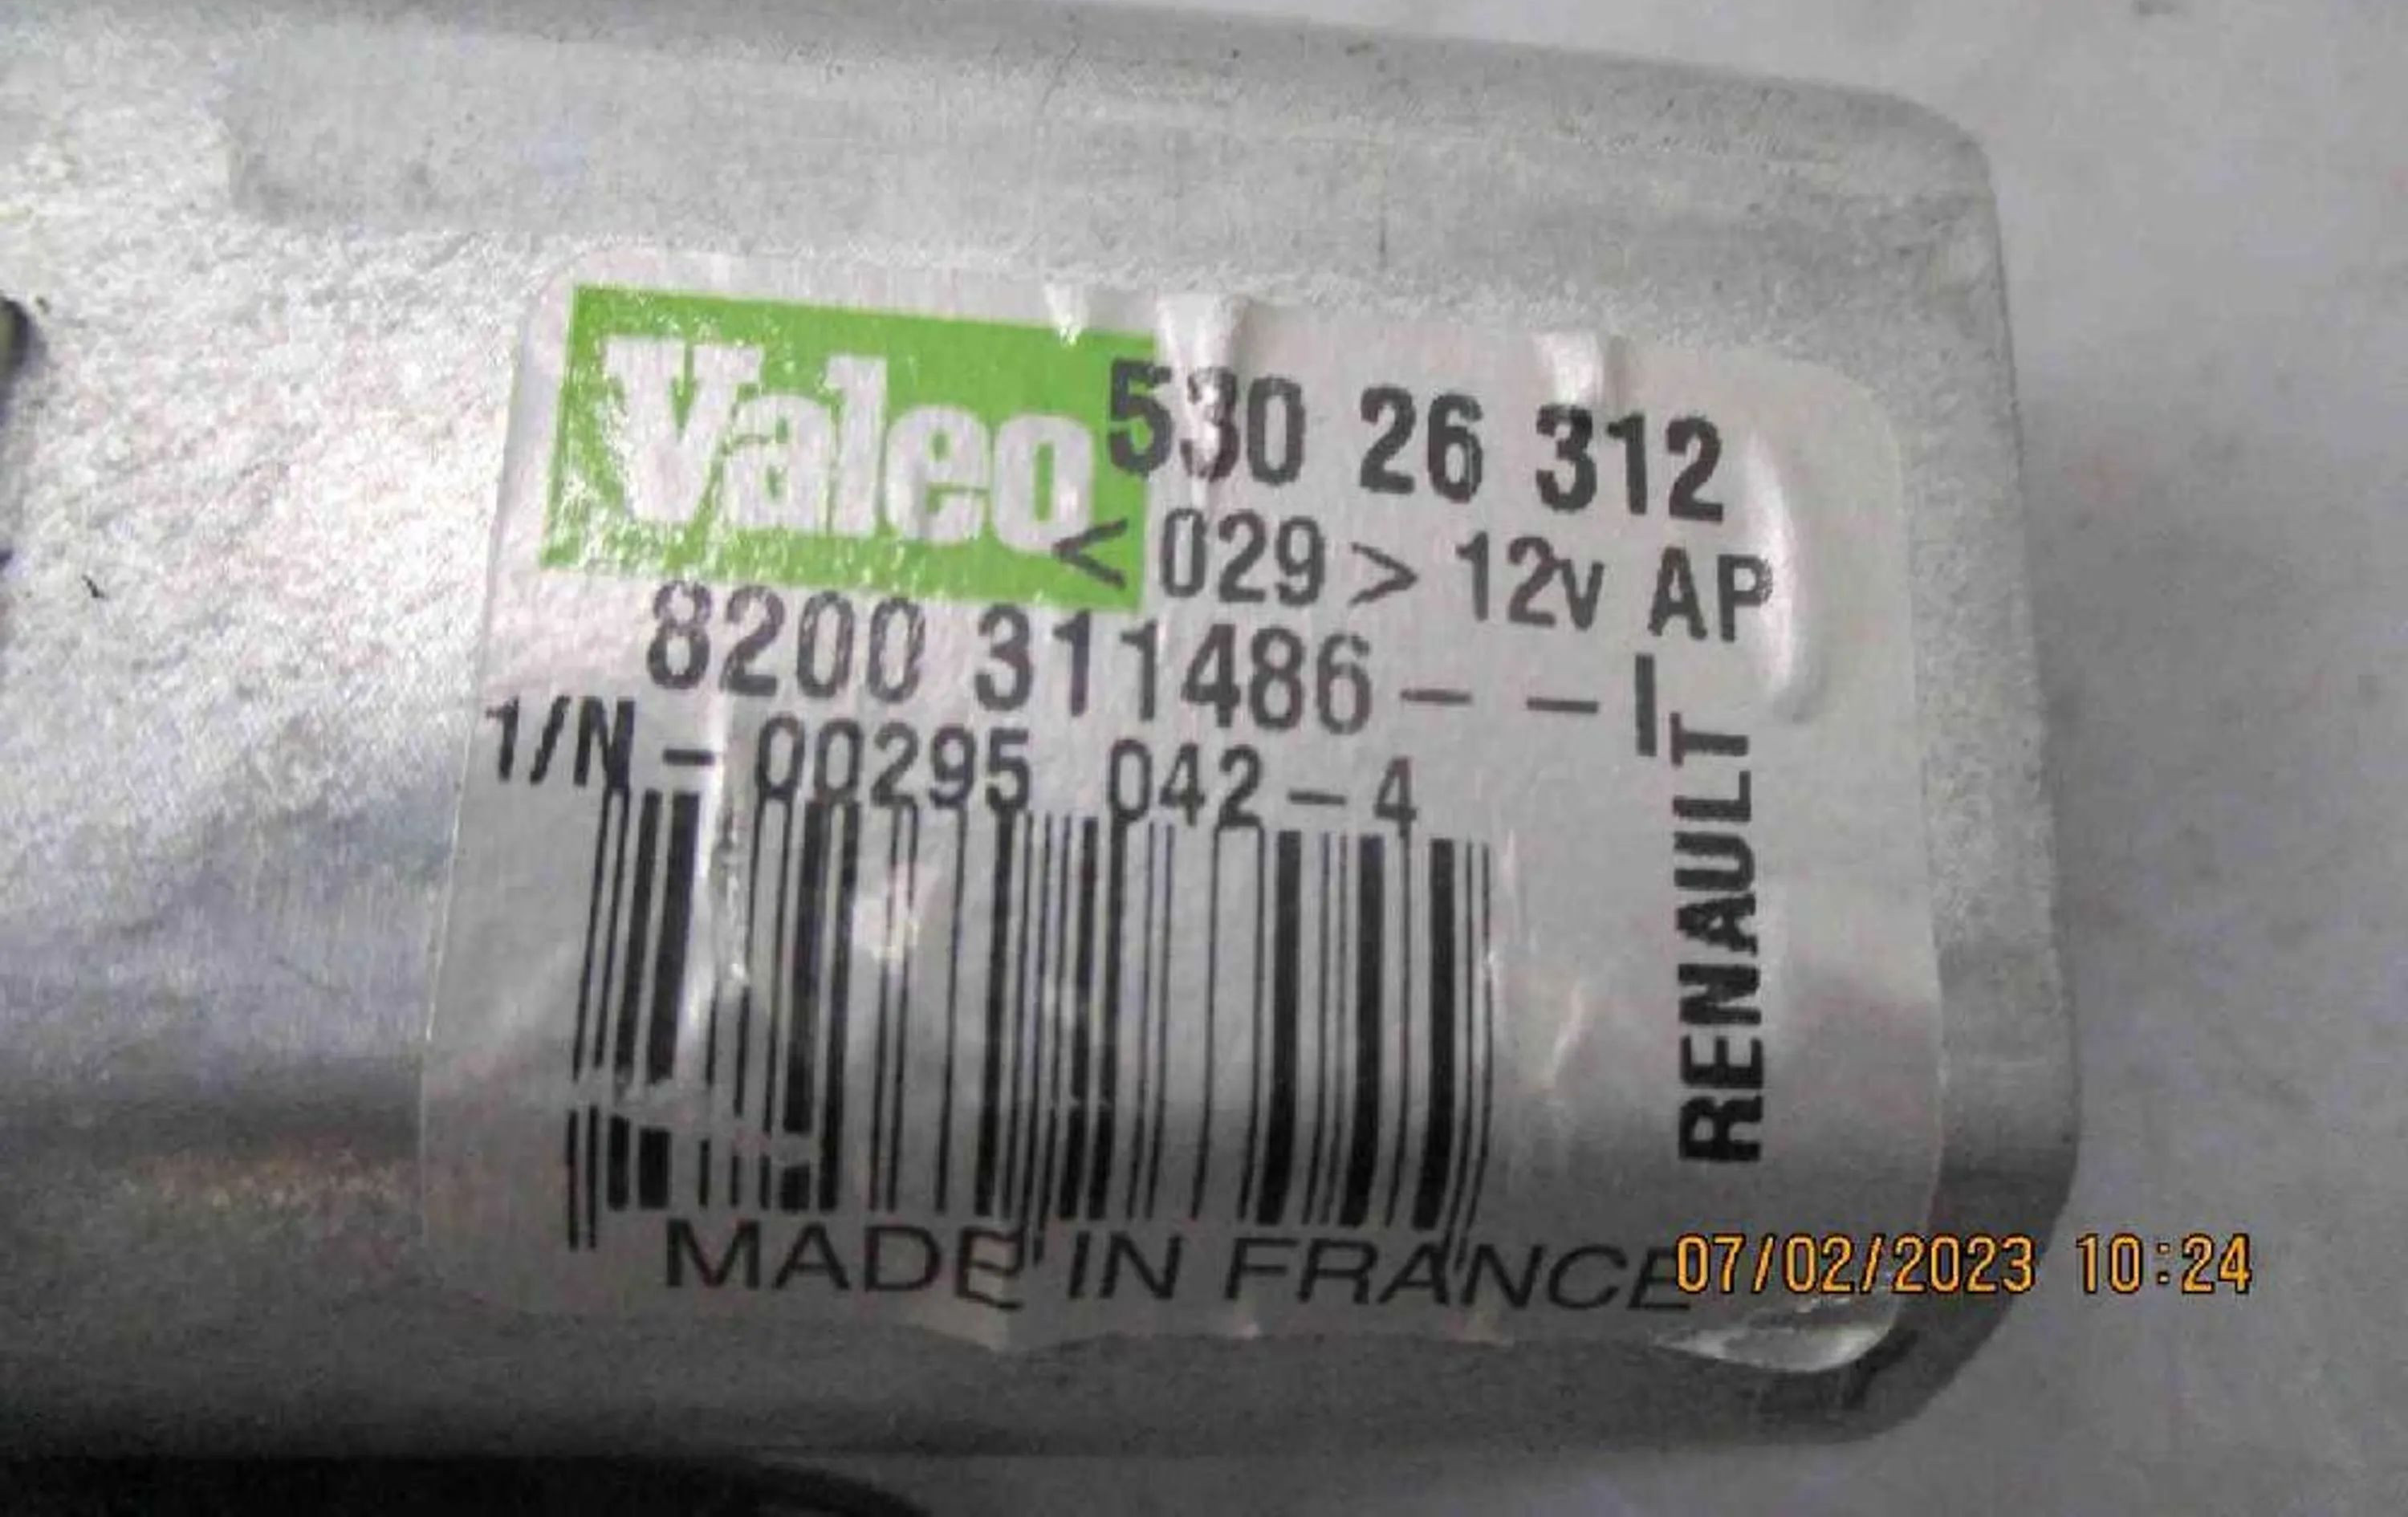 Valeo 530 26 312
< 029 > 12v AP
8200 311486 - - I
1/N - 00295 042 - 4
RENAULT
MADE IN FRANCE
07/02/2023 10:24